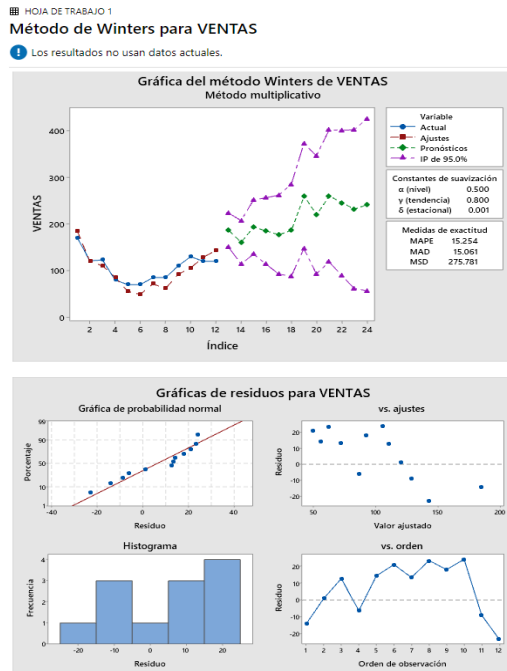 HOJA DE TRABAJO 1
Método de Winters para VENTAS
! Los resultados no usan datos actuales.
Gráfica del método Winters de VENTAS
Método multiplicativo
VENTAS
400
300
200
100
0
2 4 6 8 10 12 14 16 18 20 22 24
Índice
Variable
Actual
Ajustes
Pronósticos
IP de 95.0%
Constantes de suavización
α (nivel) 0.500
γ (tendencia) 0.800
δ (estacional) 0.001
Medidas de exactitud
MAPE 15.254
MAD 15.061
MSD 275.781
Gráficas de residuos para VENTAS
Gráfica de probabilidad normal
Porcentaje
99
90
50
10
1
-40 -20 0 20 40
Residuo
vs. ajustes
Residuo
20
10
0
-10
-20
50 100 150 200
Valor ajustado
Histograma
Frecuencia
4
3
2
1
0
-20 -10 0 10 20
Residuo
vs. orden
Residuo
20
10
0
-10
-20
1 2 3 4 5 6 7 8 9 10 11 12
Orden de observación